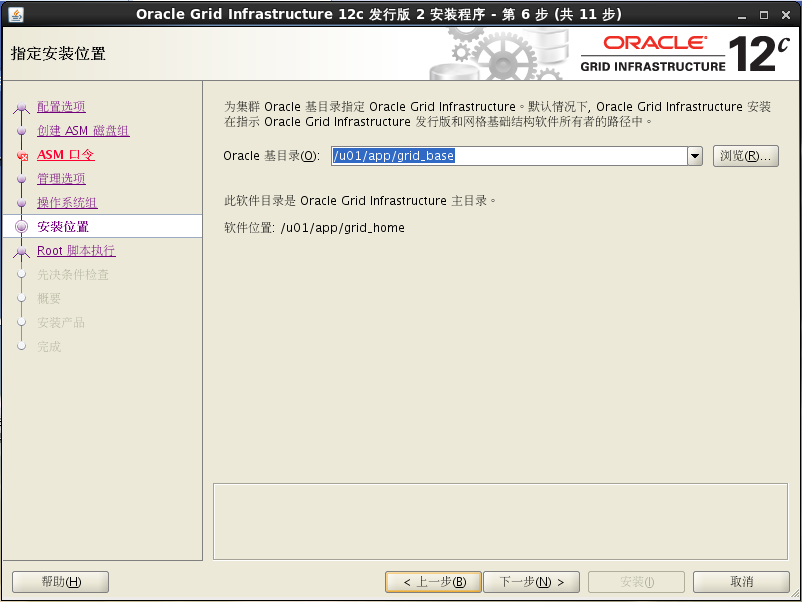 Oracle Grid Infrastructure 12c 发行版 2 安装程序 - 第 6 步 (共 11 步)
指定安装位置
ORACLE
GRID INFRASTRUCTURE 12c
配置选项
创建 ASM 磁盘组
ASM 口令
管理选项
操作系统组
安装位置
Root 脚本执行
先决条件检查
概要
安装产品
完成
为集群 Oracle 基目录指定 Oracle Grid Infrastructure。默认情况下, Oracle Grid Infrastructure 安装
在指示 Oracle Grid Infrastructure 发行版和网格基础结构软件所有者的路径中。
Oracle 基目录(O): /u01/app/grid_base 浏览(R)...
此软件目录是 Oracle Grid Infrastructure 主目录。
软件位置: /u01/app/grid_home
帮助(H) < 上一步(B) 下一步(N) > 安装(I) 取消